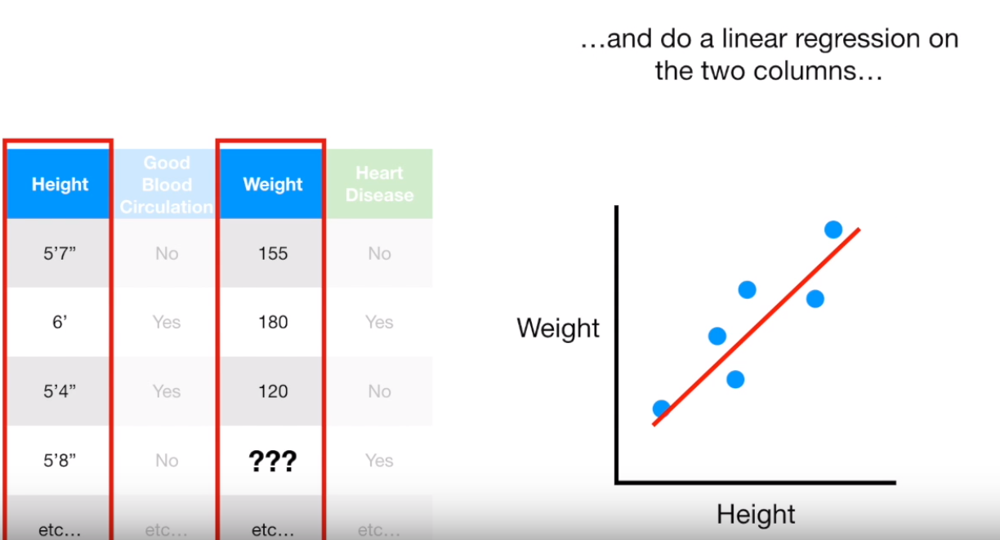 …and do a linear regression on
the two columns…
Height
Good
Blood
Circulation
Weight
Heart
Disease
5’7” No 155 No
6’ Yes 180 Yes
5’4” Yes 120 No
5’8” No ??? Yes
etc… etc… etc… etc…
Weight
Height